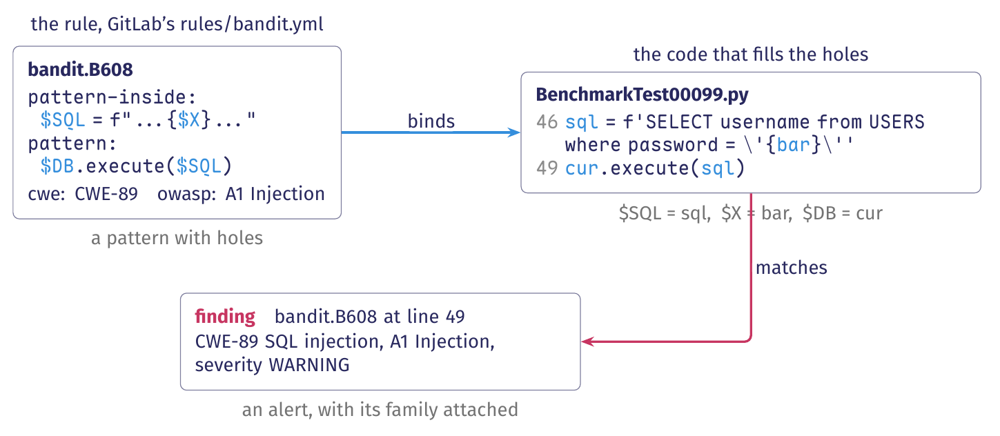 the rule, GitLab’s rules/bandit.yml
bandit.B608
pattern-inside:
$SQL = f"...{$X}..."
pattern:
$DB.execute($SQL)
cwe: CWE-89 owasp: A1 Injection
a pattern with holes
binds
the code that fills the holes
BenchmarkTest00099.py
46 sql = f'SELECT username from USERS
where password = \'{bar}\''
49 cur.execute(sql)
$SQL = sql, $X = bar, $DB = cur
matches
finding bandit.B608 at line 49
CWE-89 SQL injection, A1 Injection,
severity WARNING
an alert, with its family attached